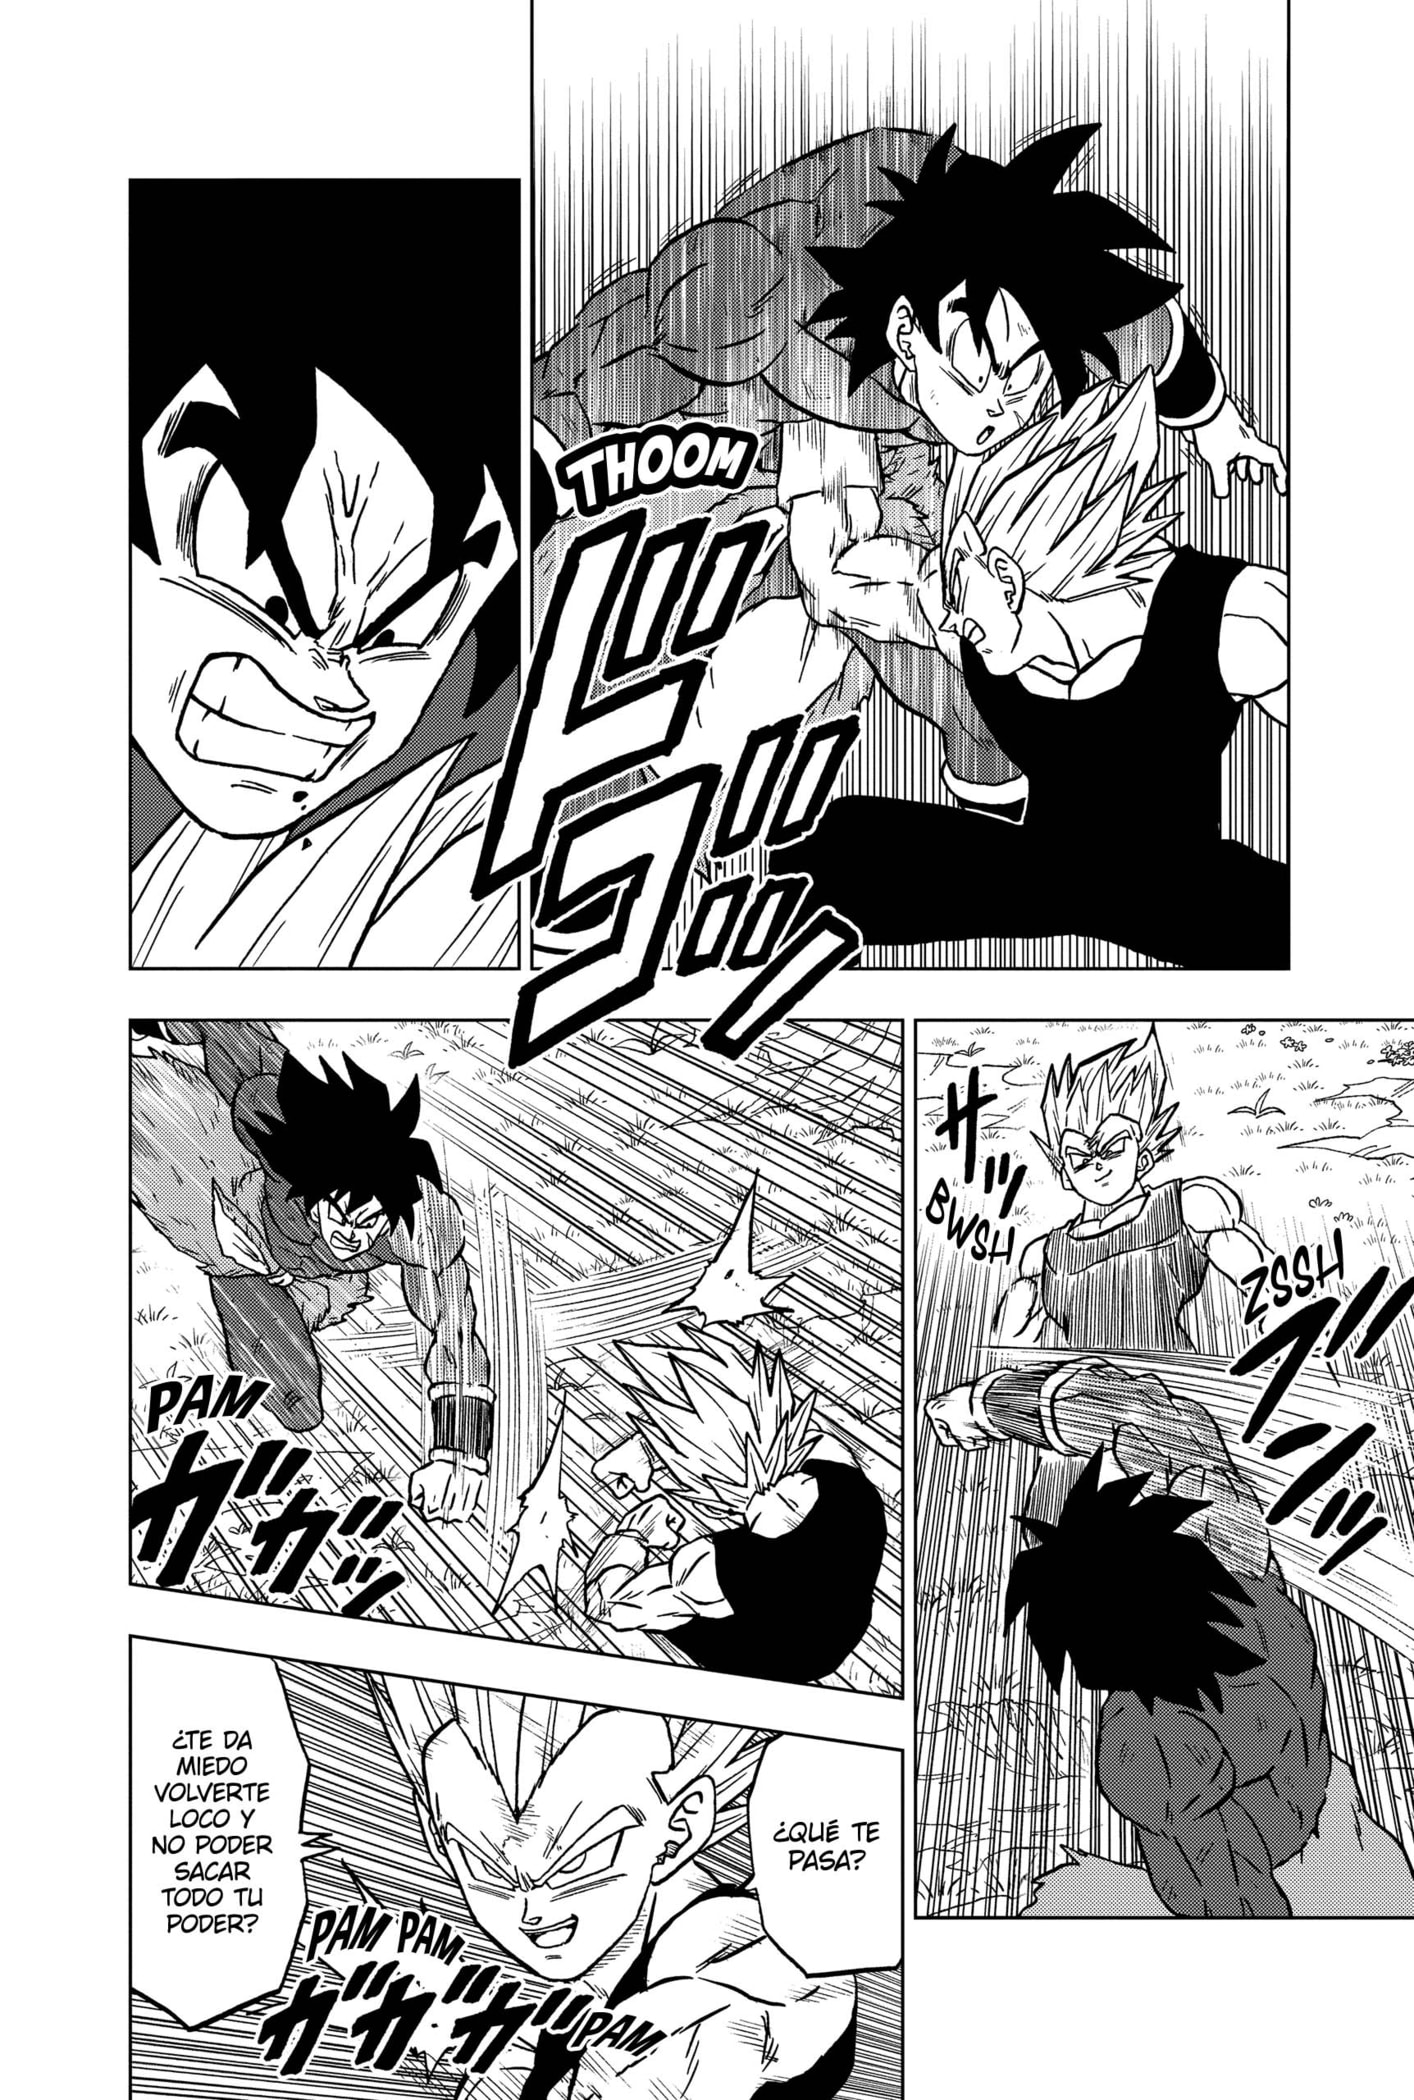 THOOM
ドゴッ
ザッ
BWSH
ZSSH
ブンッ
PAM
ガガッ
¿QUÉ TE
PASA?
¿TE DA
MIEDO
VOLVERTE
LOCO Y
NO PODER
SACAR
TODO TU
PODER?
PAM PAM
ガガガ
PAM